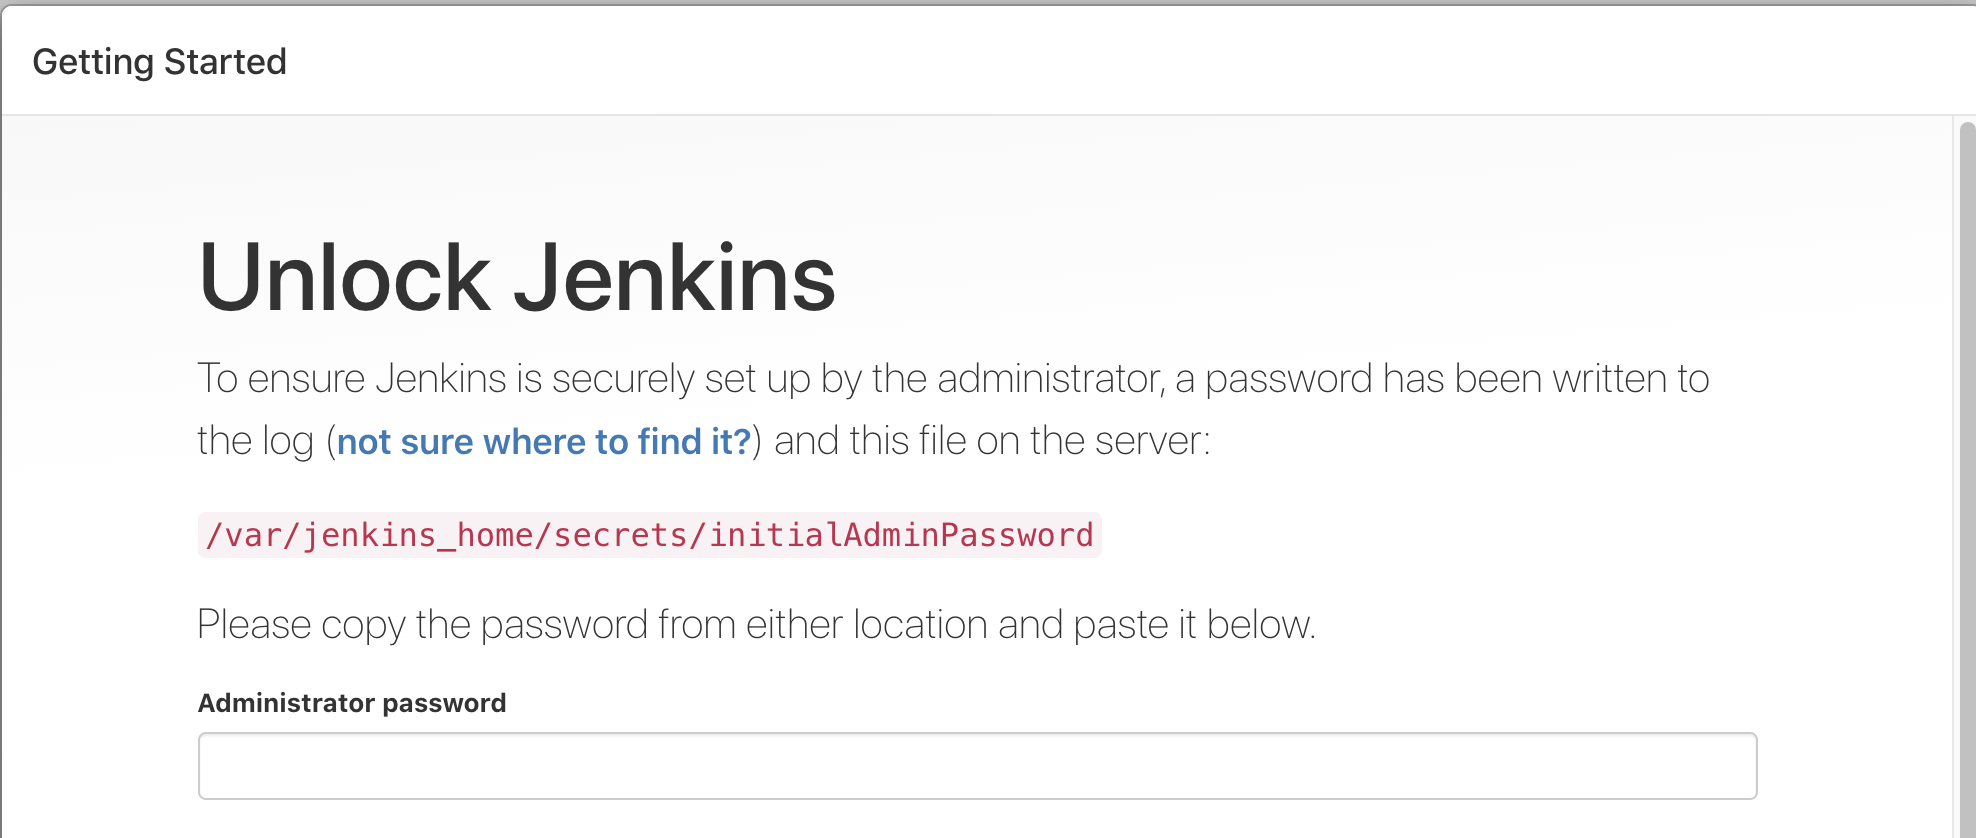 Getting Started
Unlock Jenkins
To ensure Jenkins is securely set up by the administrator, a password has been written to
the log (not sure where to find it?) and this file on the server:
/var/jenkins_home/secrets/initialAdminPassword
Please copy the password from either location and paste it below.
Administrator password